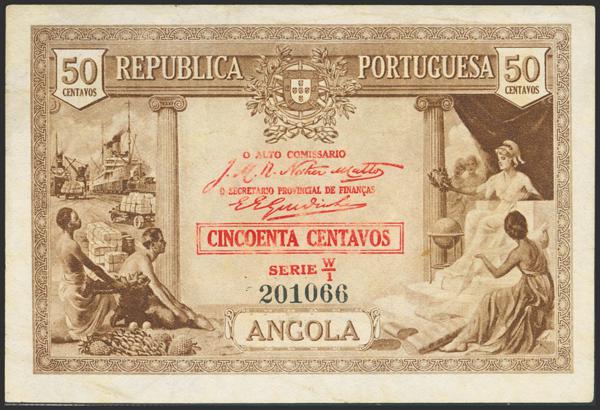 50 CENTAVOS
REPUBLICA PORTUGUESA
50 CENTAVOS
O ALTO COMISSARIO
O SECRETARIO PROVINCIAL DE FINANÇAS
CINCOENTA CENTAVOS
SERIE W/1
201066
ANGOLA